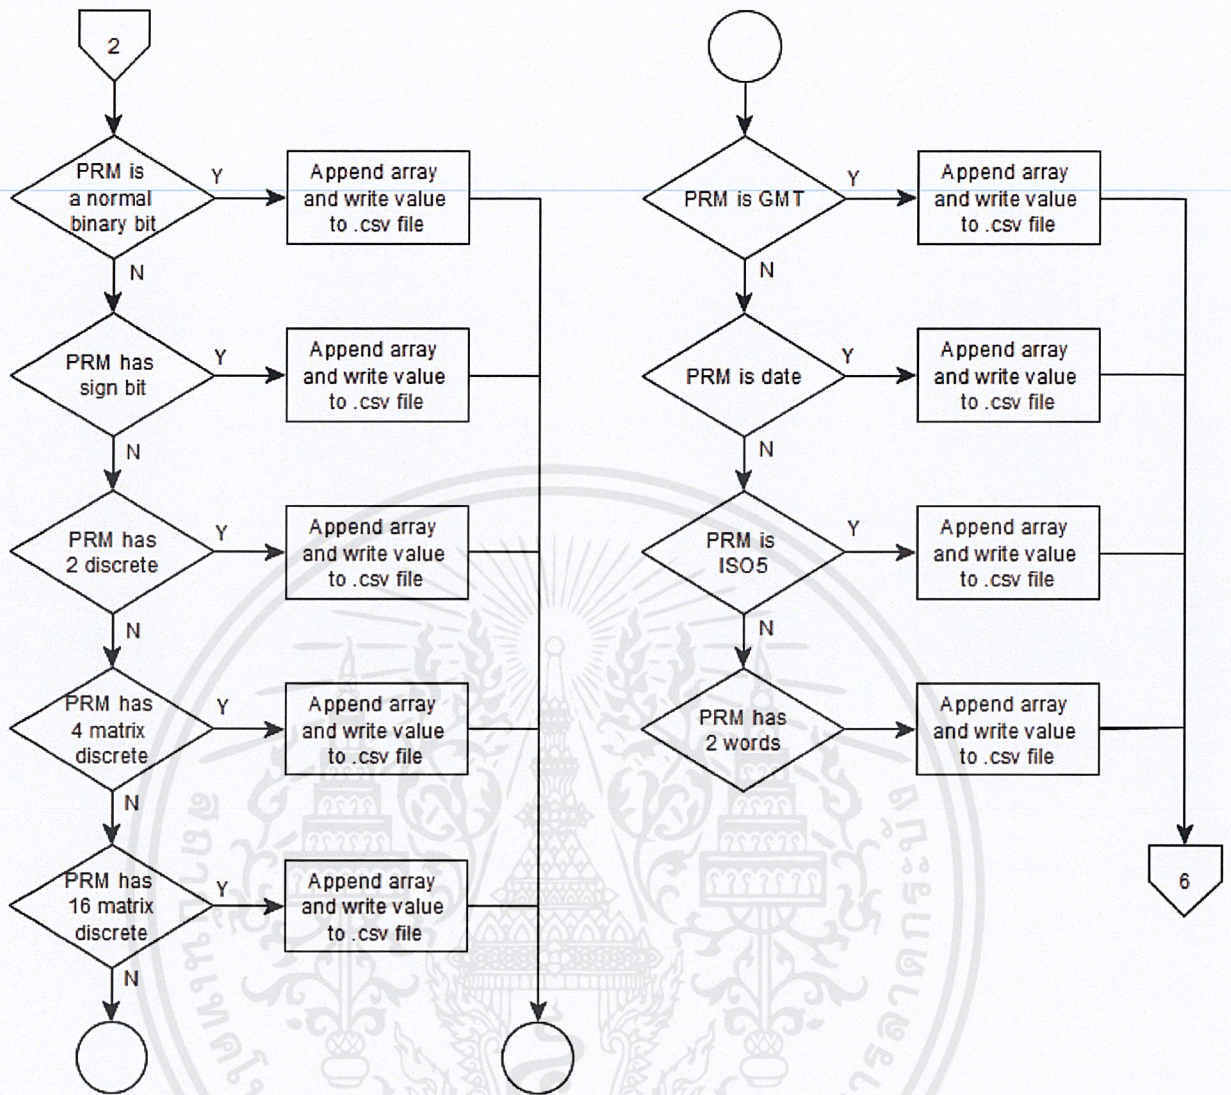 2
PRM is
a normal
binary bit
Y
Append array
and write value
to .csv file
N
PRM has
sign bit
Y
Append array
and write value
to .csv file
N
PRM has
2 discrete
Y
Append array
and write value
to .csv file
N
PRM has
4 matrix
discrete
Y
Append array
and write value
to .csv file
N
PRM has
16 matrix
discrete
Y
Append array
and write value
to .csv file
N
PRM is GMT
Y
Append array
and write value
to .csv file
N
PRM is date
Y
Append array
and write value
to .csv file
N
PRM is
ISO5
Y
Append array
and write value
to .csv file
N
PRM has
2 words
Append array
and write value
to .csv file
6